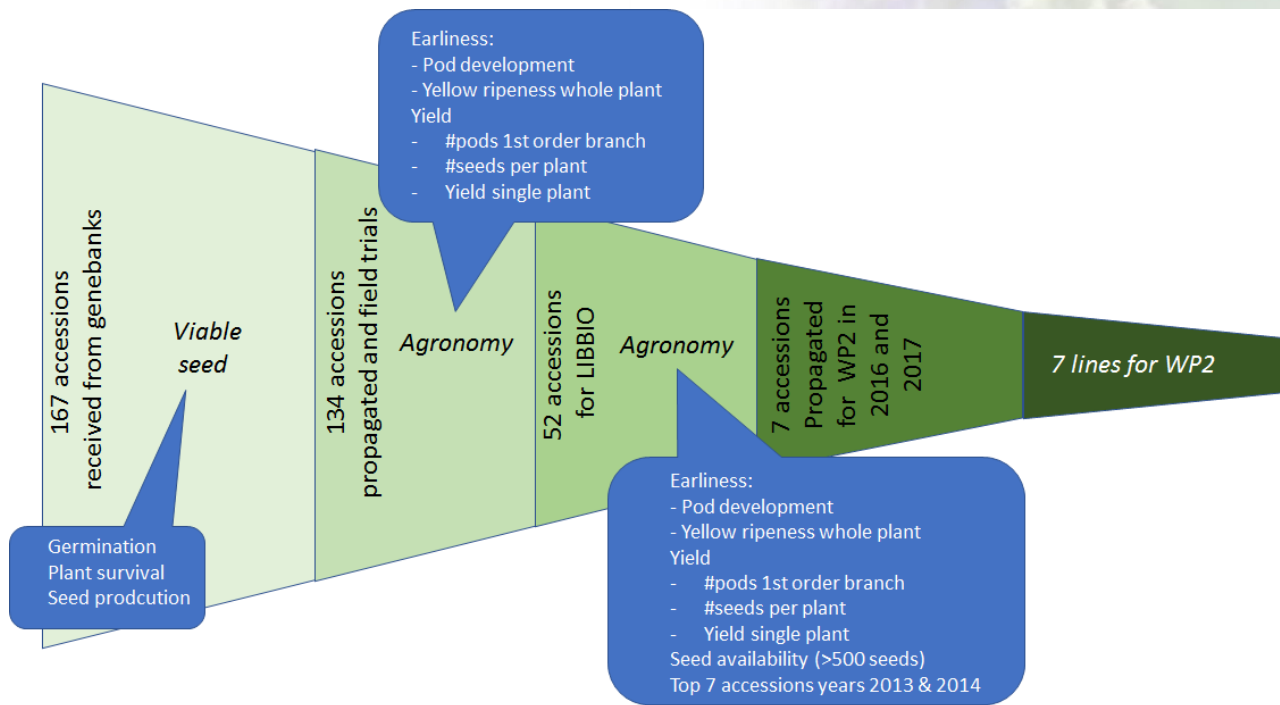 Earliness:
- Pod development
- Yellow ripeness whole plant
Yield
- #pods 1st order branch
- #seeds per plant
- Yield single plant
167 accessions
received from genebanks
Viable
seed
134 accessions
propagated and field trials
Agronomy
52 accessions
for LIBBIO
Agronomy
7 accessions
Propagated
for WP2 in
2016 and
2017
7 lines for WP2
Germination
Plant survival
Seed prodcution
Earliness:
- Pod development
- Yellow ripeness whole plant
Yield
- #pods 1st order branch
- #seeds per plant
- Yield single plant
Seed availability (>500 seeds)
Top 7 accessions years 2013 & 2014